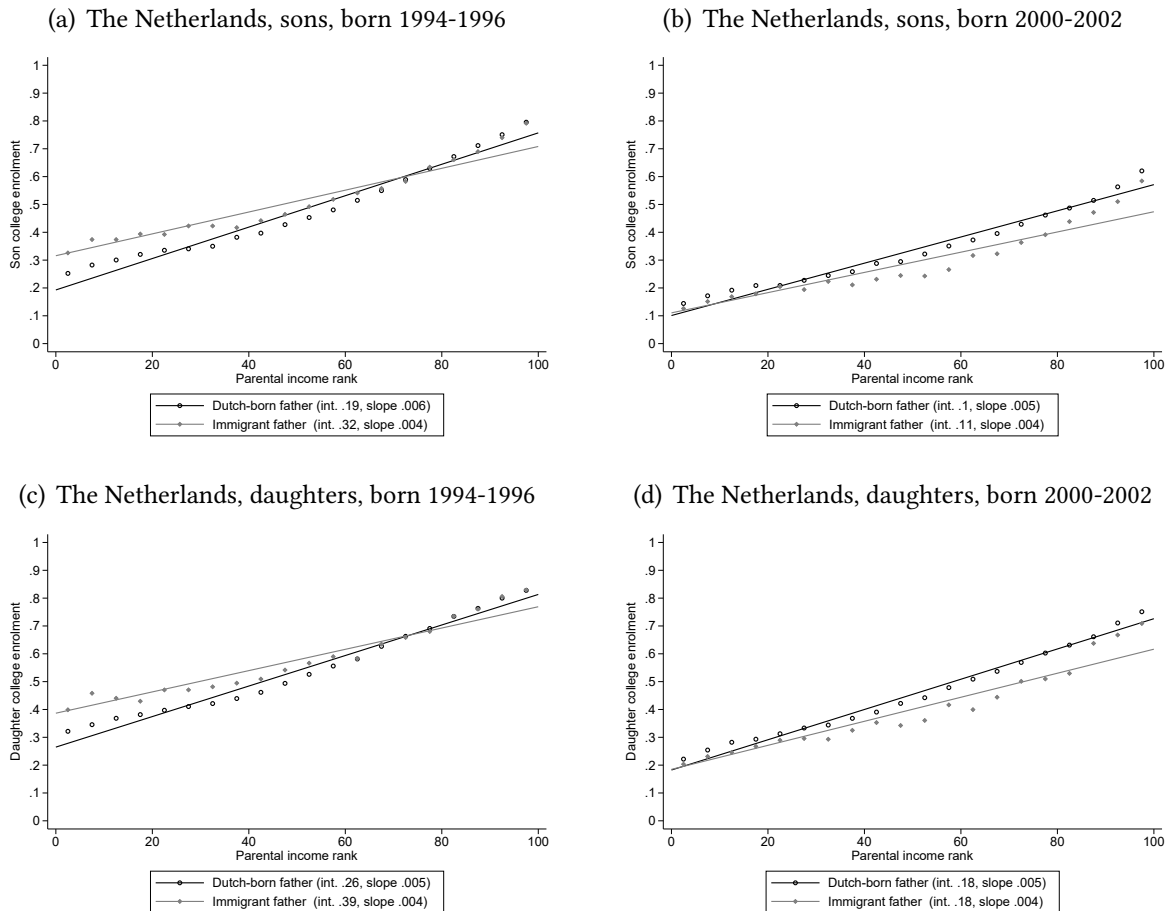 (a) The Netherlands, sons, born 1994-1996
1
.9
.8
.7
.6
.5
.4
.3
.2
.1
0
Son college enrolment
0 20 40 60 80 100
Parental income rank
Dutch-born father (int. .19, slope .006)
Immigrant father (int. .32, slope .004)
(b) The Netherlands, sons, born 2000-2002
1
.9
.8
.7
.6
.5
.4
.3
.2
.1
0
Son college enrolment
0 20 40 60 80 100
Parental income rank
Dutch-born father (int. .1, slope .005)
Immigrant father (int. .11, slope .004)
(c) The Netherlands, daughters, born 1994-1996
1
.9
.8
.7
.6
.5
.4
.3
.2
.1
0
Daughter college enrolment
0 20 40 60 80 100
Parental income rank
Dutch-born father (int. .26, slope .005)
Immigrant father (int. .39, slope .004)
(d) The Netherlands, daughters, born 2000-2002
1
.9
.8
.7
.6
.5
.4
.3
.2
.1
0
Daughter college enrolment
0 20 40 60 80 100
Parental income rank
Dutch-born father (int. .18, slope .005)
Immigrant father (int. .18, slope .004)